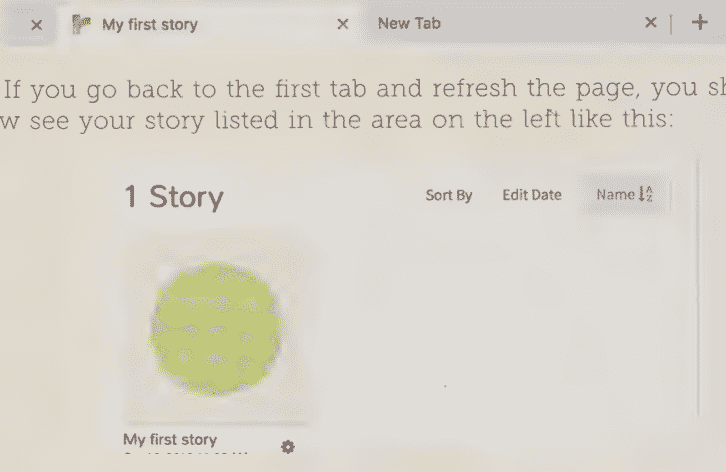 My first story New Tab
If you go back to the first tab and refresh the page, you
see your story listed in the area on the left like this:
1 Story
Sort By Edit Date Name
My first story